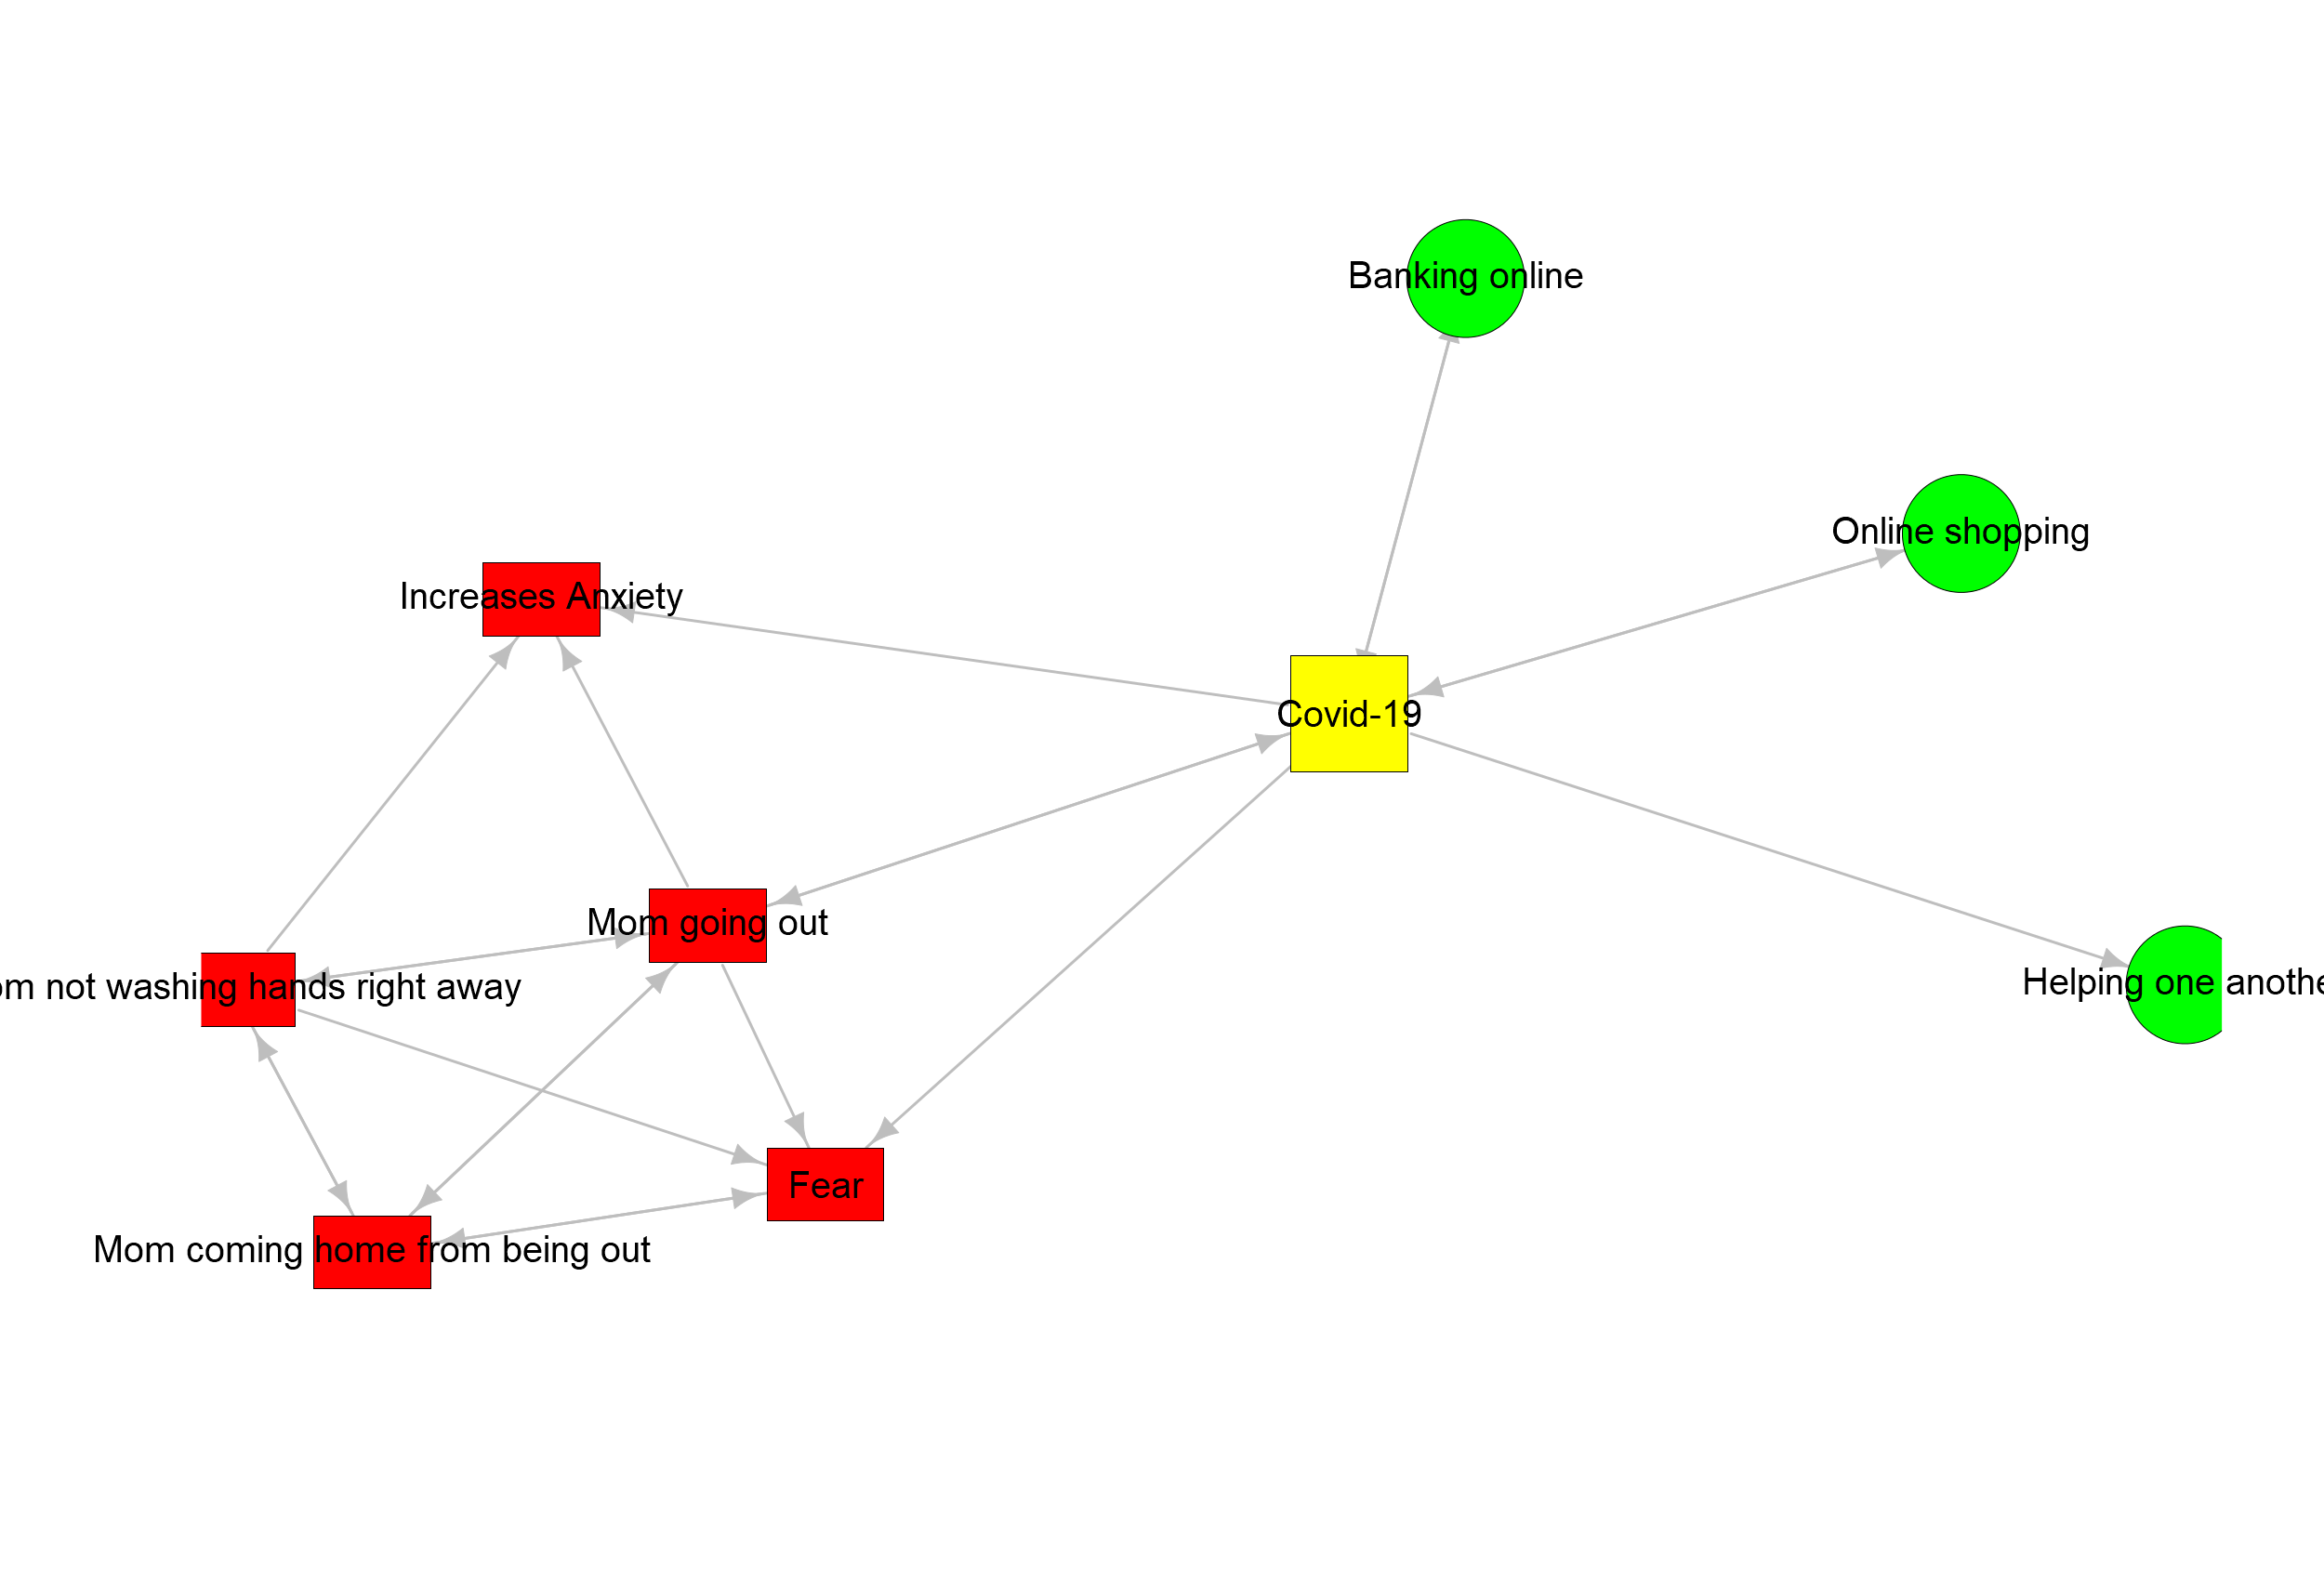 Banking online
Online shopping
Increases Anxiety
Covid-19
Mom going out
om not washing hands right away
Helping one anothe
Fear
Mom coming home from being out